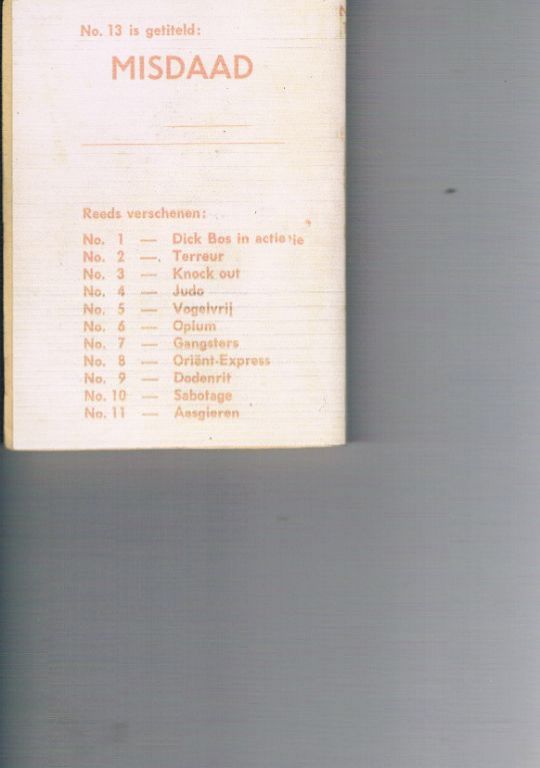 No. 13 is getiteld:
MISDAAD
Reeds verschenen:
No. 1 — Dick Bos in actie
No. 2 — Terreur
No. 3 — Knock out
No. 4 — Judo
No. 5 — Vogelvrij
No. 6 — Opium
No. 7 — Gangsters
No. 8 — Oriënt-Express
No. 9 — Dodenrit
No. 10 — Sabotage
No. 11 — Aasgieren